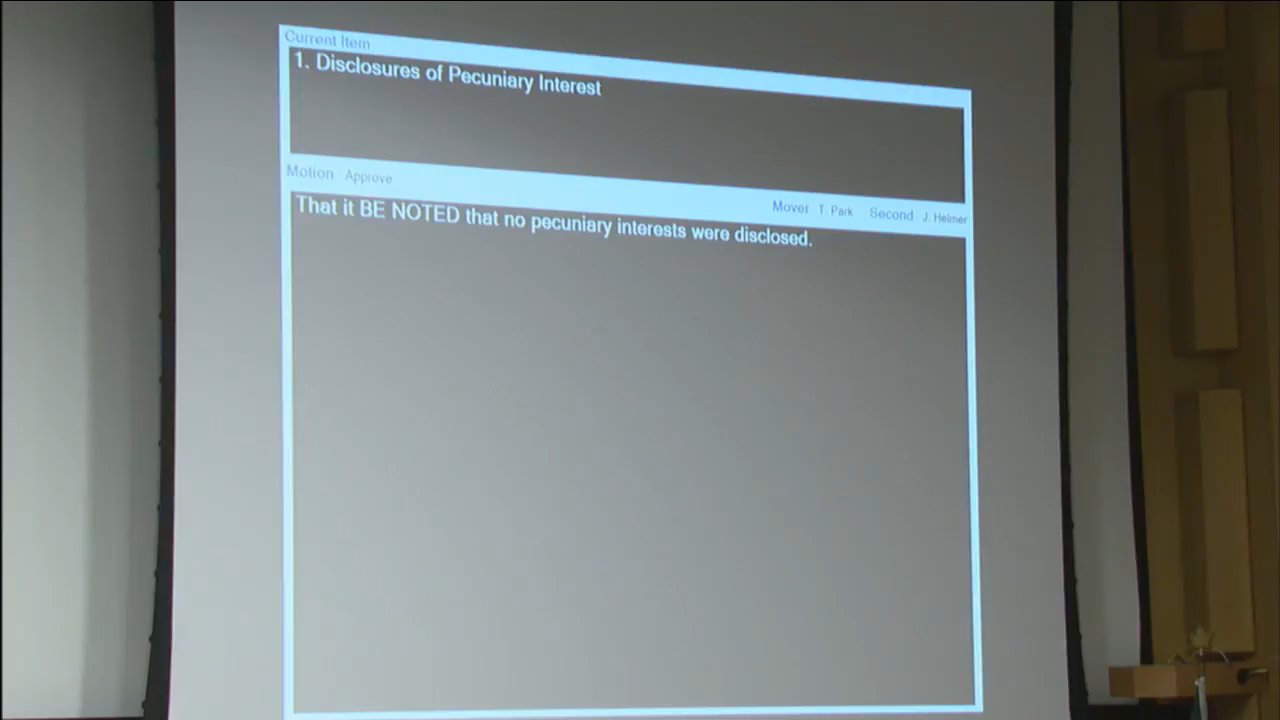 Current Item
1. Disclosures of Pecuniary Interest
Motion Approve
Mover T. Park Second J. Helmer
That it BE NOTED that no pecuniary interests were disclosed.